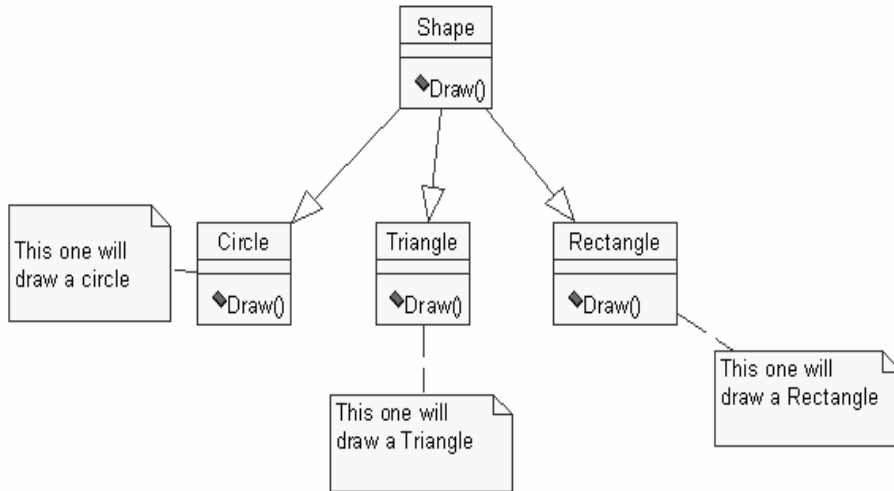 Shape
Draw()
This one will
draw a circle
Circle
Draw()
Triangle
Draw()
Rectangle
Draw()
This one will
draw a Triangle
This one will
draw a Rectangle